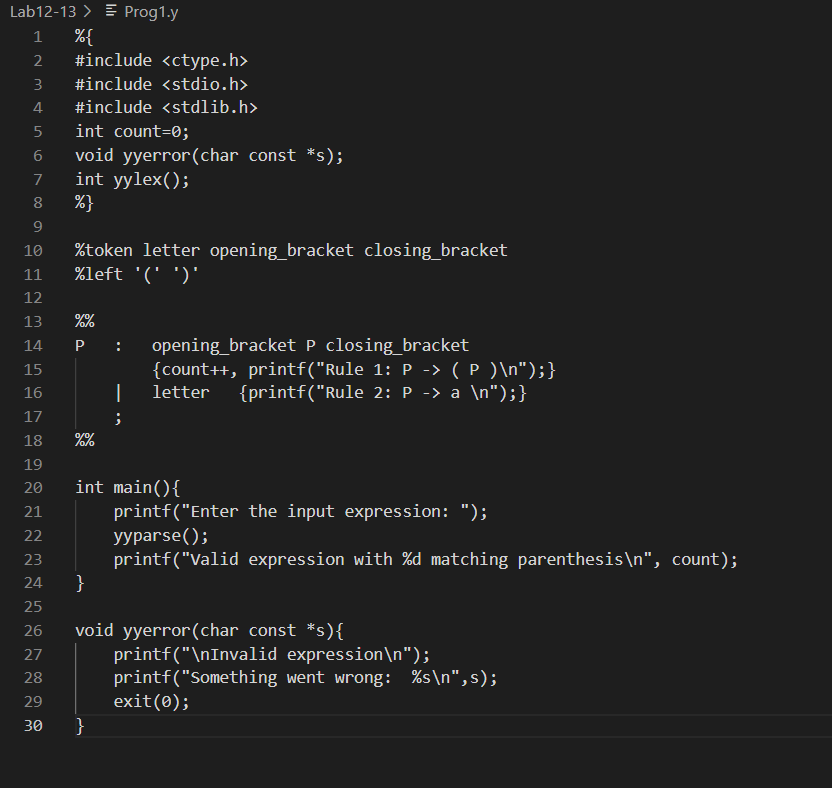 Lab12-13 > Prog1.y
1 %{
2 #include <ctype.h>
3 #include <stdio.h>
4 #include <stdlib.h>
5 int count=0;
6 void yyerror(char const *s);
7 int yylex();
8 %}
9
10 %token letter opening_bracket closing_bracket
11 %left '(' ')'
12
13 %%
14 P   :   opening_bracket P closing_bracket
15         {count++, printf("Rule 1: P -> ( P )\n");}
16     |   letter   {printf("Rule 2: P -> a \n");}
17     ;
18 %%
19
20 int main(){
21     printf("Enter the input expression: ");
22     yyparse();
23     printf("Valid expression with %d matching parenthesis\n", count);
24 }
25
26 void yyerror(char const *s){
27     printf("\nInvalid expression\n");
28     printf("Something went wrong:  %s\n",s);
29     exit(0);
30 }